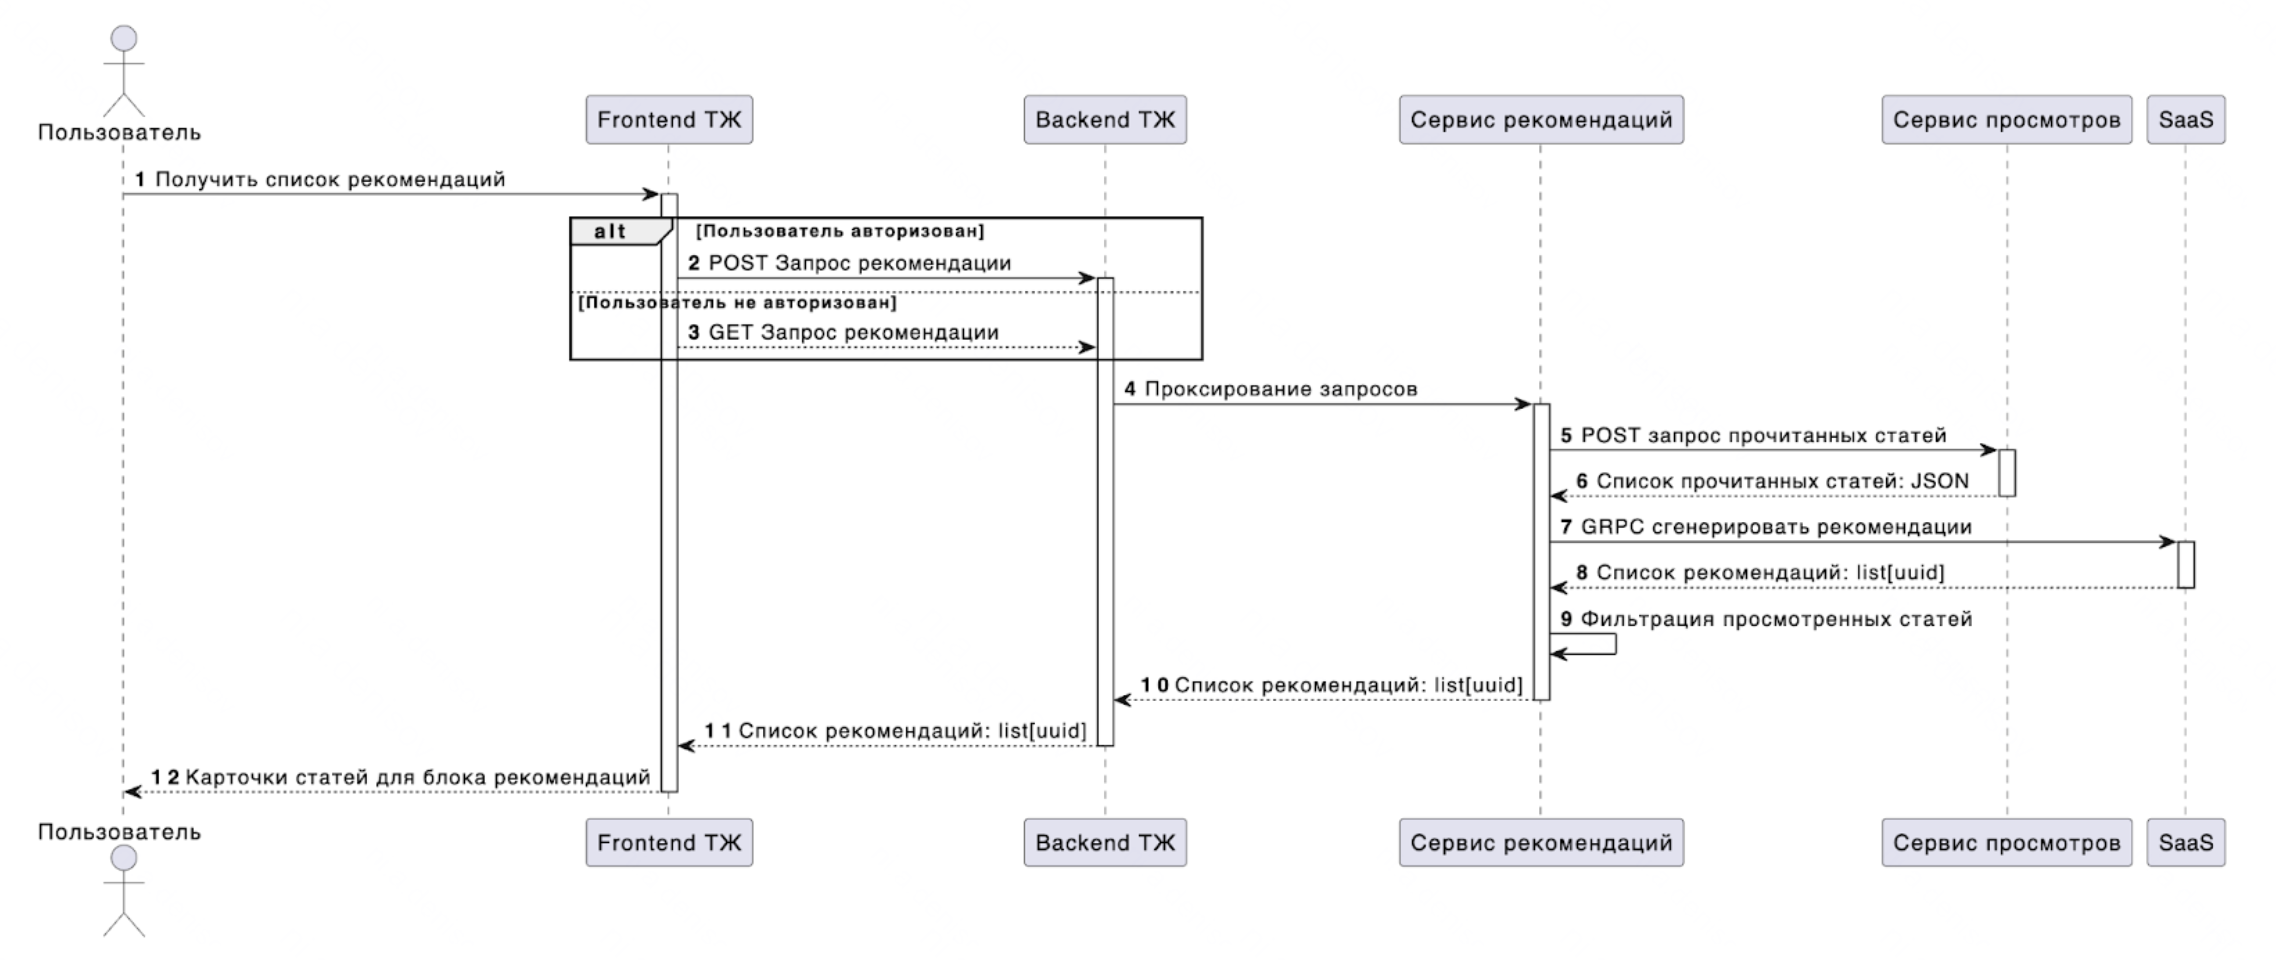 Пользователь
Frontend ТЖ
Backend ТЖ
Сервис рекомендаций
Сервис просмотров
SaaS
1 Получить список рекомендаций
alt [Пользователь авторизован]
2 POST Запрос рекомендации
[Пользователь не авторизован]
3 GET Запрос рекомендации
4 Проксирование запросов
5 POST запрос прочитанных статей
6 Список прочитанных статей: JSON
7 GRPC сгенерировать рекомендации
8 Список рекомендаций: list[uuid]
9 Фильтрация просмотренных статей
10 Список рекомендаций: list[uuid]
11 Список рекомендаций: list[uuid]
12 Карточки статей для блока рекомендаций
Пользователь
Frontend ТЖ
Backend ТЖ
Сервис рекомендаций
Сервис просмотров
SaaS